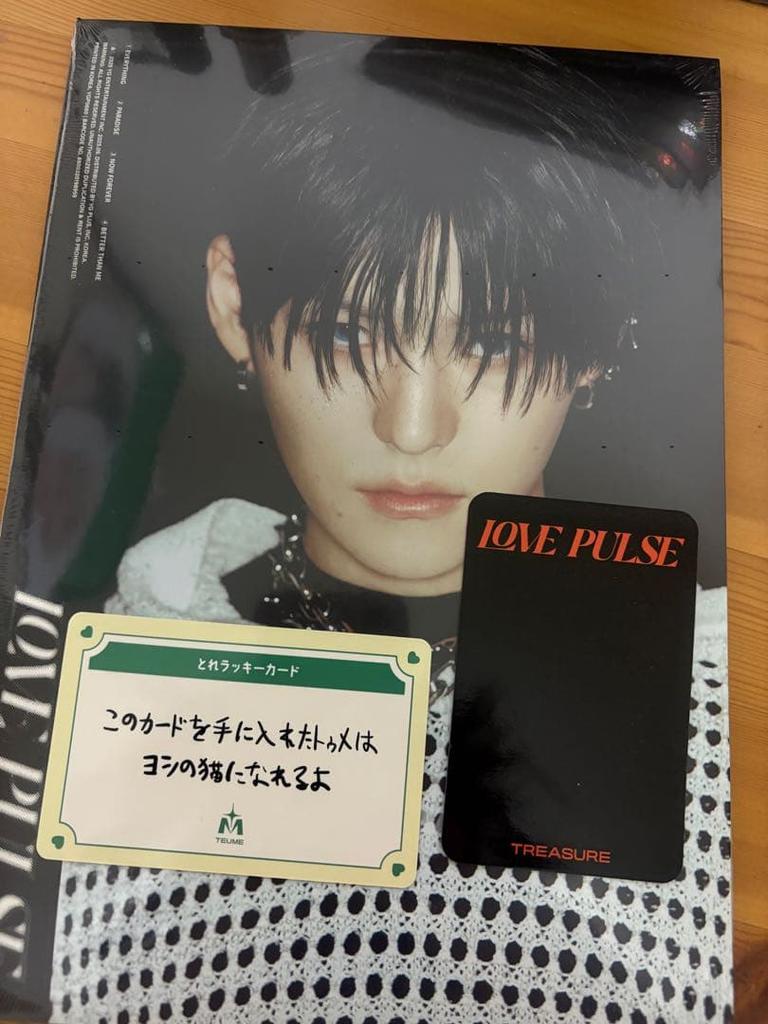 1 EVERYTHING 2 PARADISE 3 NOW FOREVER 4 BETTER THAN ME
LOVE PULSE
LOVE PULSE
とれラッキーカード
このカードを手に入れたトゥメは
ヨシの猫になれるよ
TEUME
TREASURE